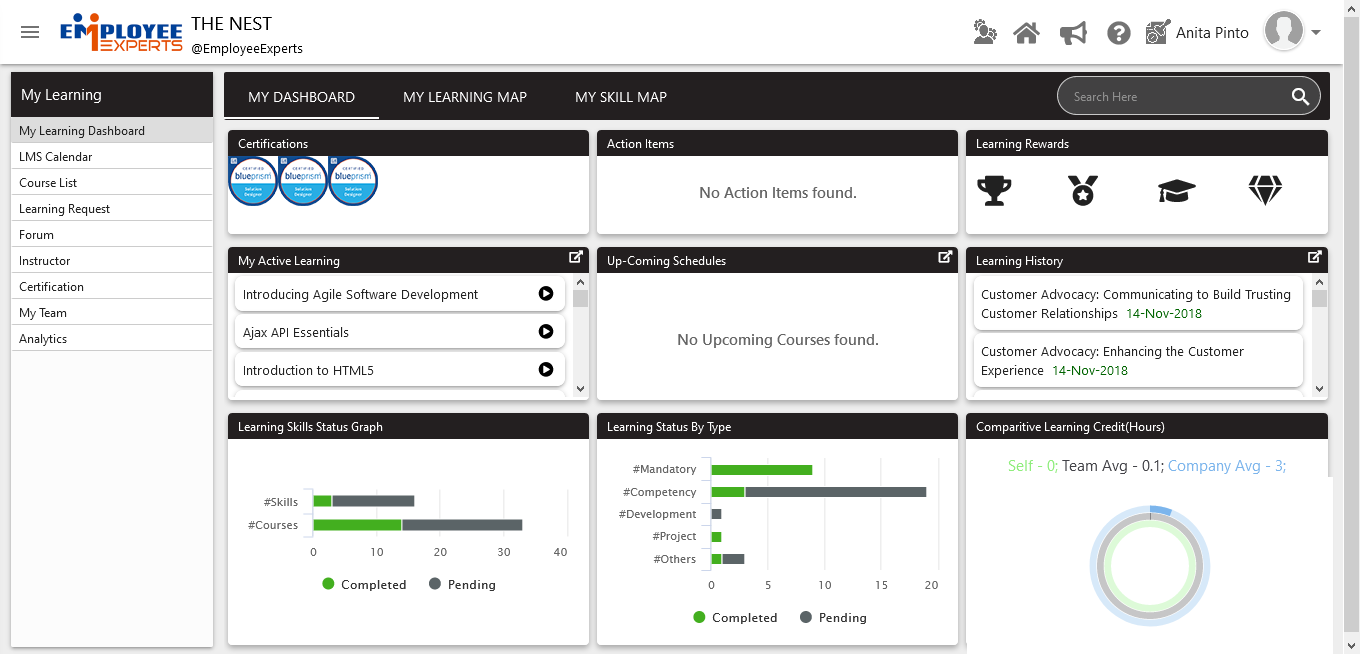 EMPLOYEE
EXPERTS
THE NEST
@EmployeeExperts
Anita Pinto
My Learning
My Learning Dashboard
LMS Calendar
Course List
Learning Request
Forum
Instructor
Certification
My Team
Analytics
MY DASHBOARD
MY LEARNING MAP
MY SKILL MAP
Search Here
Certifications
CERTIFIED
blueprism
Solution
Designer
CERTIFIED
blueprism
Solution
Designer
CERTIFIED
blueprism
Solution
Designer
Action Items
No Action Items found.
Learning Rewards
My Active Learning
Introducing Agile Software Development
Ajax API Essentials
Introduction to HTML5
Up-Coming Schedules
No Upcoming Courses found.
Learning History
Customer Advocacy: Communicating to Build Trusting
Customer Relationships 14-Nov-2018
Customer Advocacy: Enhancing the Customer
Experience 14-Nov-2018
Learning Skills Status Graph
#Skills
#Courses
0 10 20 30 40
Completed Pending
Learning Status By Type
#Mandatory
#Competency
#Development
#Project
#Others
0 5 10 15 20
Completed Pending
Comparitive Learning Credit(Hours)
Self - 0; Team Avg - 0.1; Company Avg - 3;